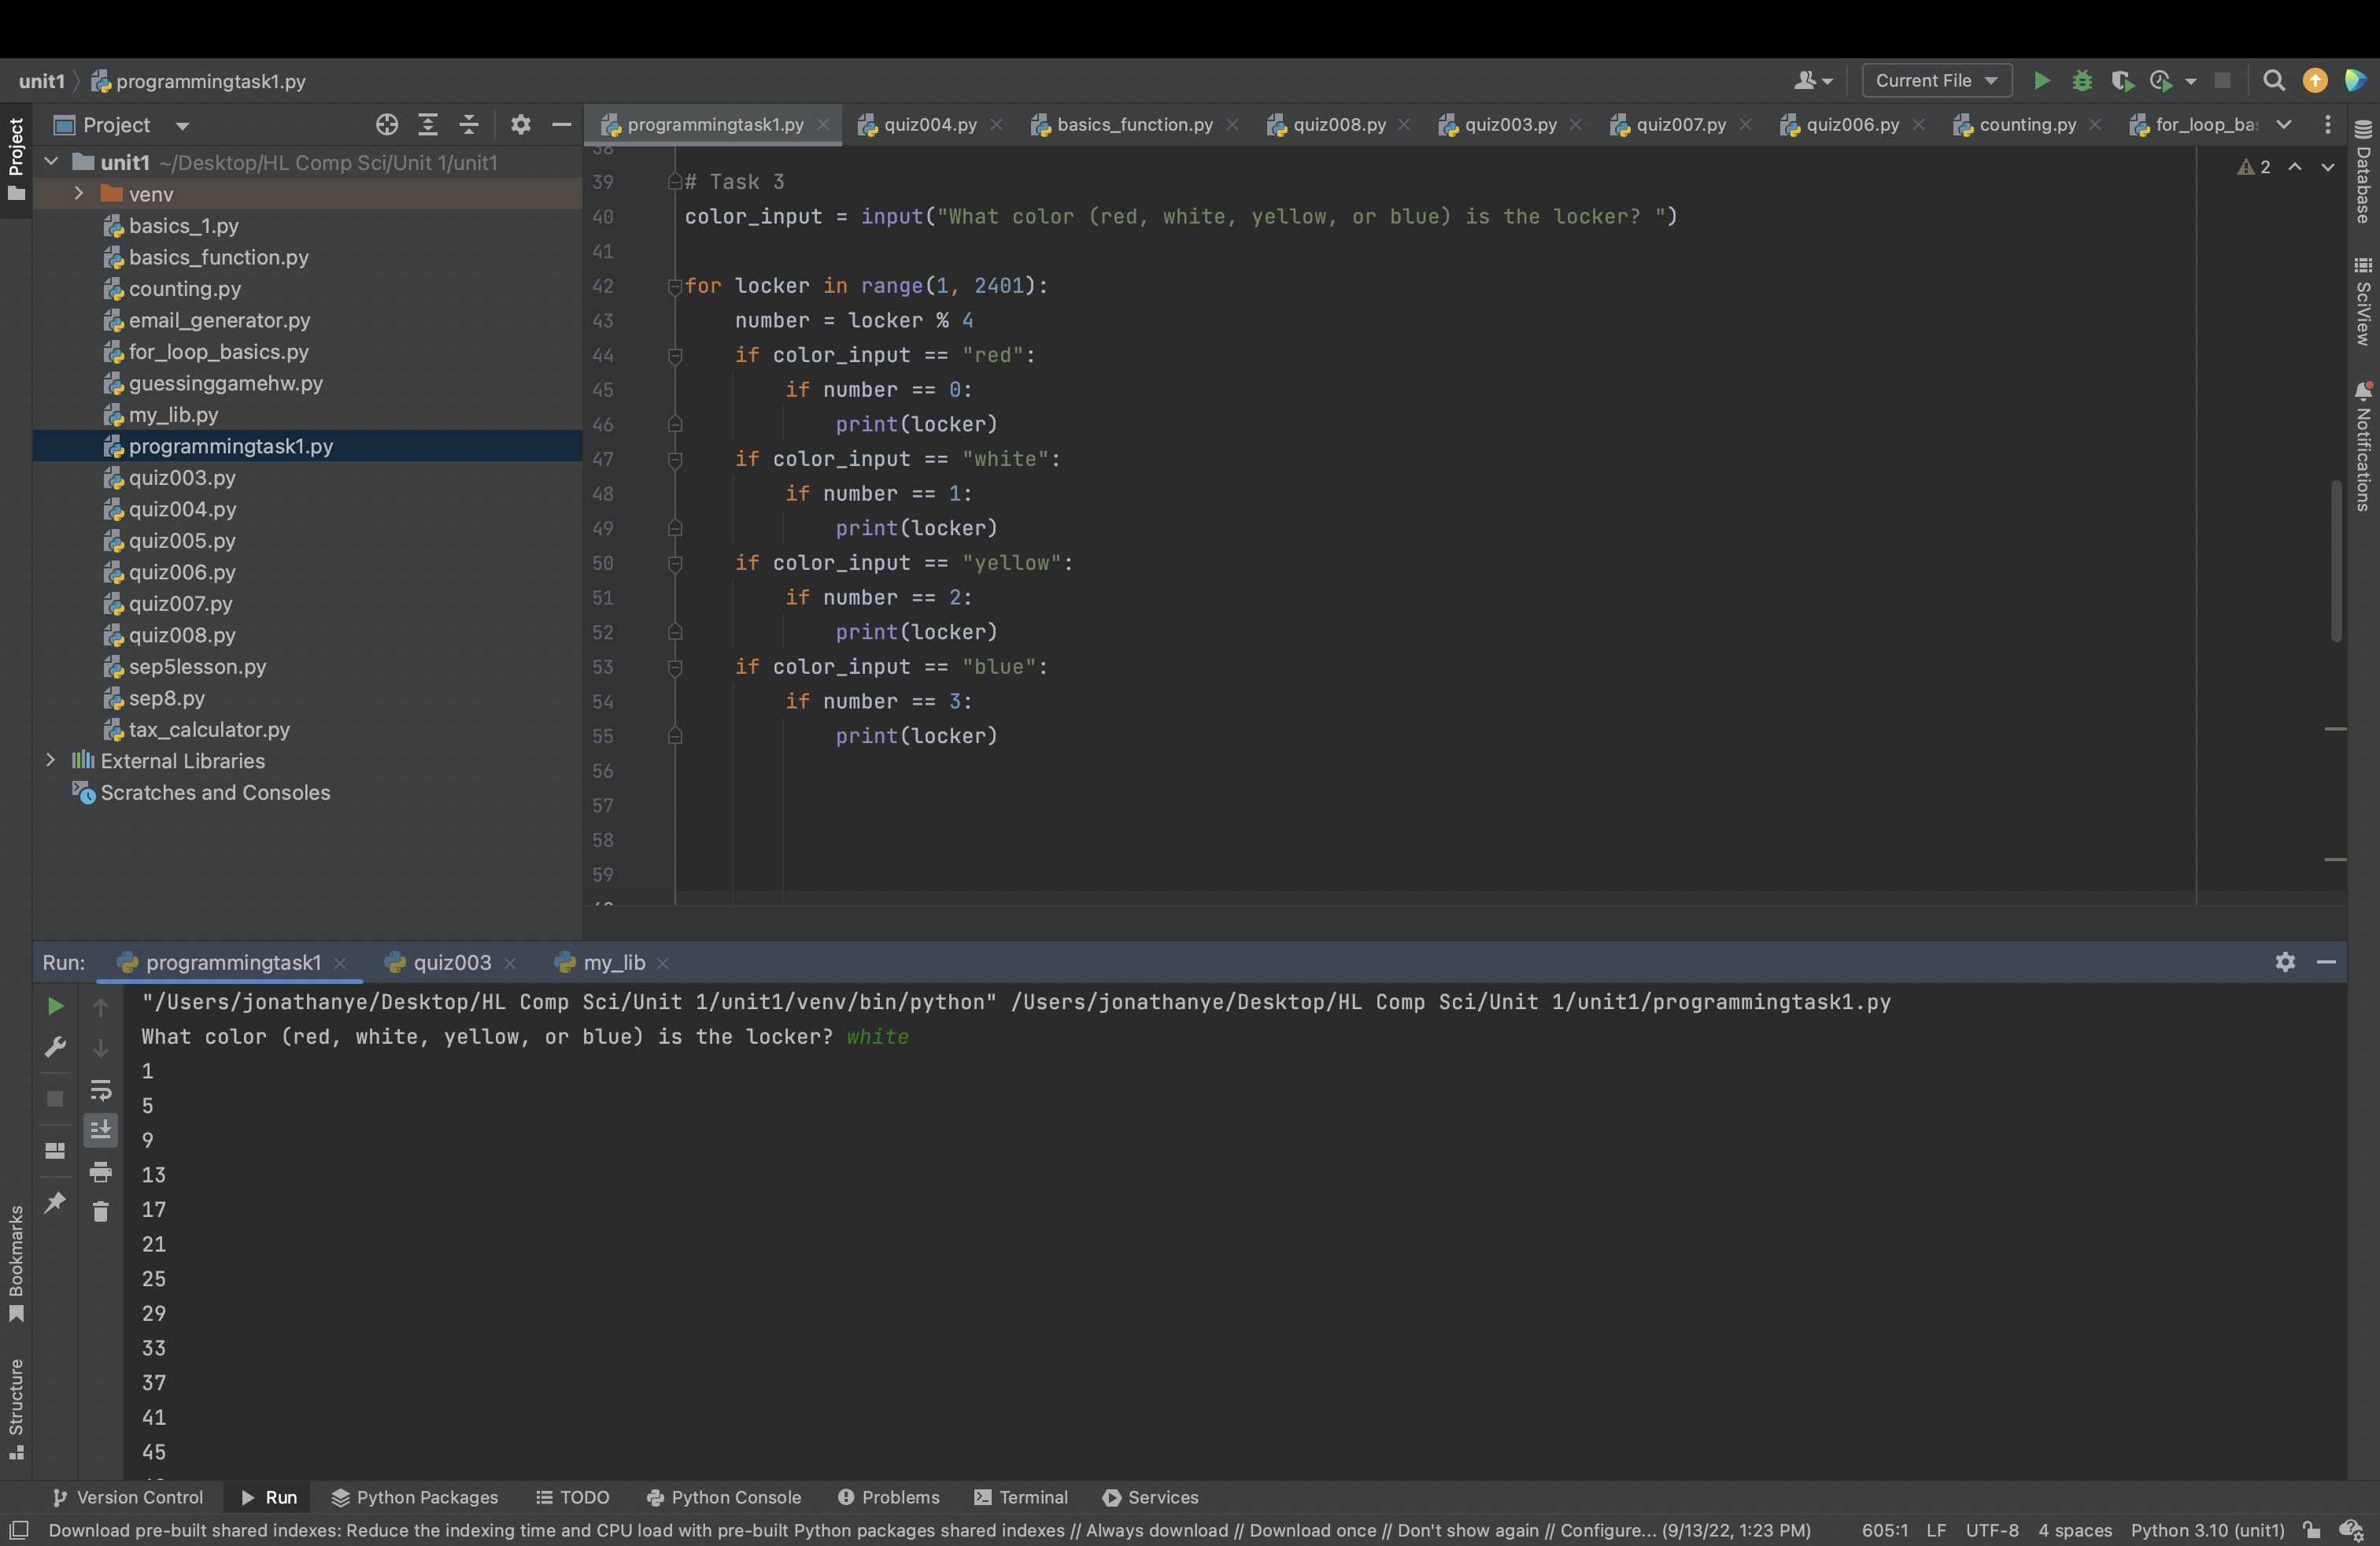 unit1 programmingtask1.py
Current File
Project
Project
programmingtask1.py
quiz004.py
basics_function.py
quiz008.py
quiz003.py
quiz007.py
quiz006.py
counting.py
for_loop_ba
unit1 ~/Desktop/HL Comp Sci/Unit 1/unit1
venv
basics_1.py
basics_function.py
counting.py
email_generator.py
for_loop_basics.py
guessinggamehw.py
my_lib.py
programmingtask1.py
quiz003.py
quiz004.py
quiz005.py
quiz006.py
quiz007.py
quiz008.py
sep5lesson.py
sep8.py
tax_calculator.py
External Libraries
Scratches and Consoles
38
39 # Task 3
40 color_input = input("What color (red, white, yellow, or blue) is the locker? ")
41
42 for locker in range(1, 2401):
43 number = locker % 4
44 if color_input == "red":
45 if number == 0:
46 print(locker)
47 if color_input == "white":
48 if number == 1:
49 print(locker)
50 if color_input == "yellow":
51 if number == 2:
52 print(locker)
53 if color_input == "blue":
54 if number == 3:
55 print(locker)
56
57
58
59
2
Database
SciView
Notifications
Run: programmingtask1 quiz003 my_lib
"/Users/jonathanye/Desktop/HL Comp Sci/Unit 1/unit1/venv/bin/python" /Users/jonathanye/Desktop/HL Comp Sci/Unit 1/unit1/programmingtask1.py
What color (red, white, yellow, or blue) is the locker? white
1
5
9
13
17
21
25
29
33
37
41
45
Bookmarks
Structure
Version Control Run Python Packages TODO Python Console Problems Terminal Services
Download pre-built shared indexes: Reduce the indexing time and CPU load with pre-built Python packages shared indexes // Always download // Download once // Don't show again // Configure... (9/13/22, 1:23 PM) 605:1 LF UTF-8 4 spaces Python 3.10 (unit1)